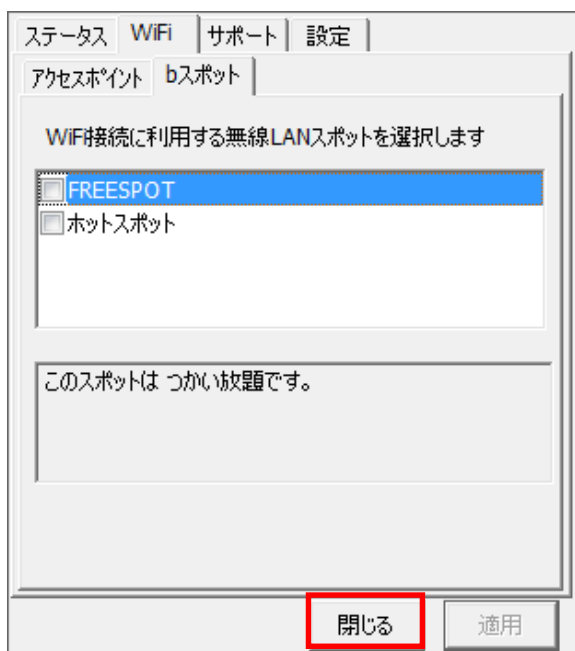 ステータス WiFi サポート 設定
アクセスポイント bスポット
WiFi接続に利用する無線LANスポットを選択します
FREESPOT
ホットスポット
このスポットは つかい放題です。
閉じる 適用